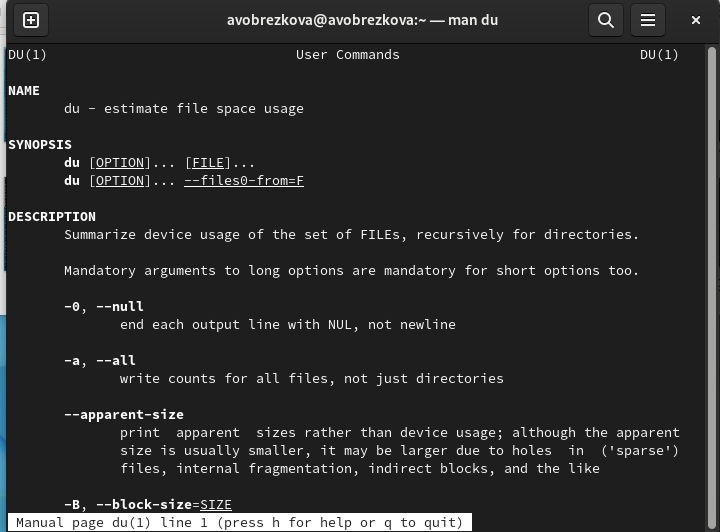 avobrezkova@avobrezkova:~ — man du
DU(1) User Commands DU(1)
NAME
du - estimate file space usage
SYNOPSIS
du [OPTION]... [FILE]...
du [OPTION]... --files0-from=F
DESCRIPTION
Summarize device usage of the set of FILEs, recursively for directories.
Mandatory arguments to long options are mandatory for short options too.
-0, --null
end each output line with NUL, not newline
-a, --all
write counts for all files, not just directories
--apparent-size
print apparent sizes rather than device usage; although the apparent
size is usually smaller, it may be larger due to holes in ('sparse')
files, internal fragmentation, indirect blocks, and the like
-B, --block-size=SIZE
Manual page du(1) line 1 (press h for help or q to quit)